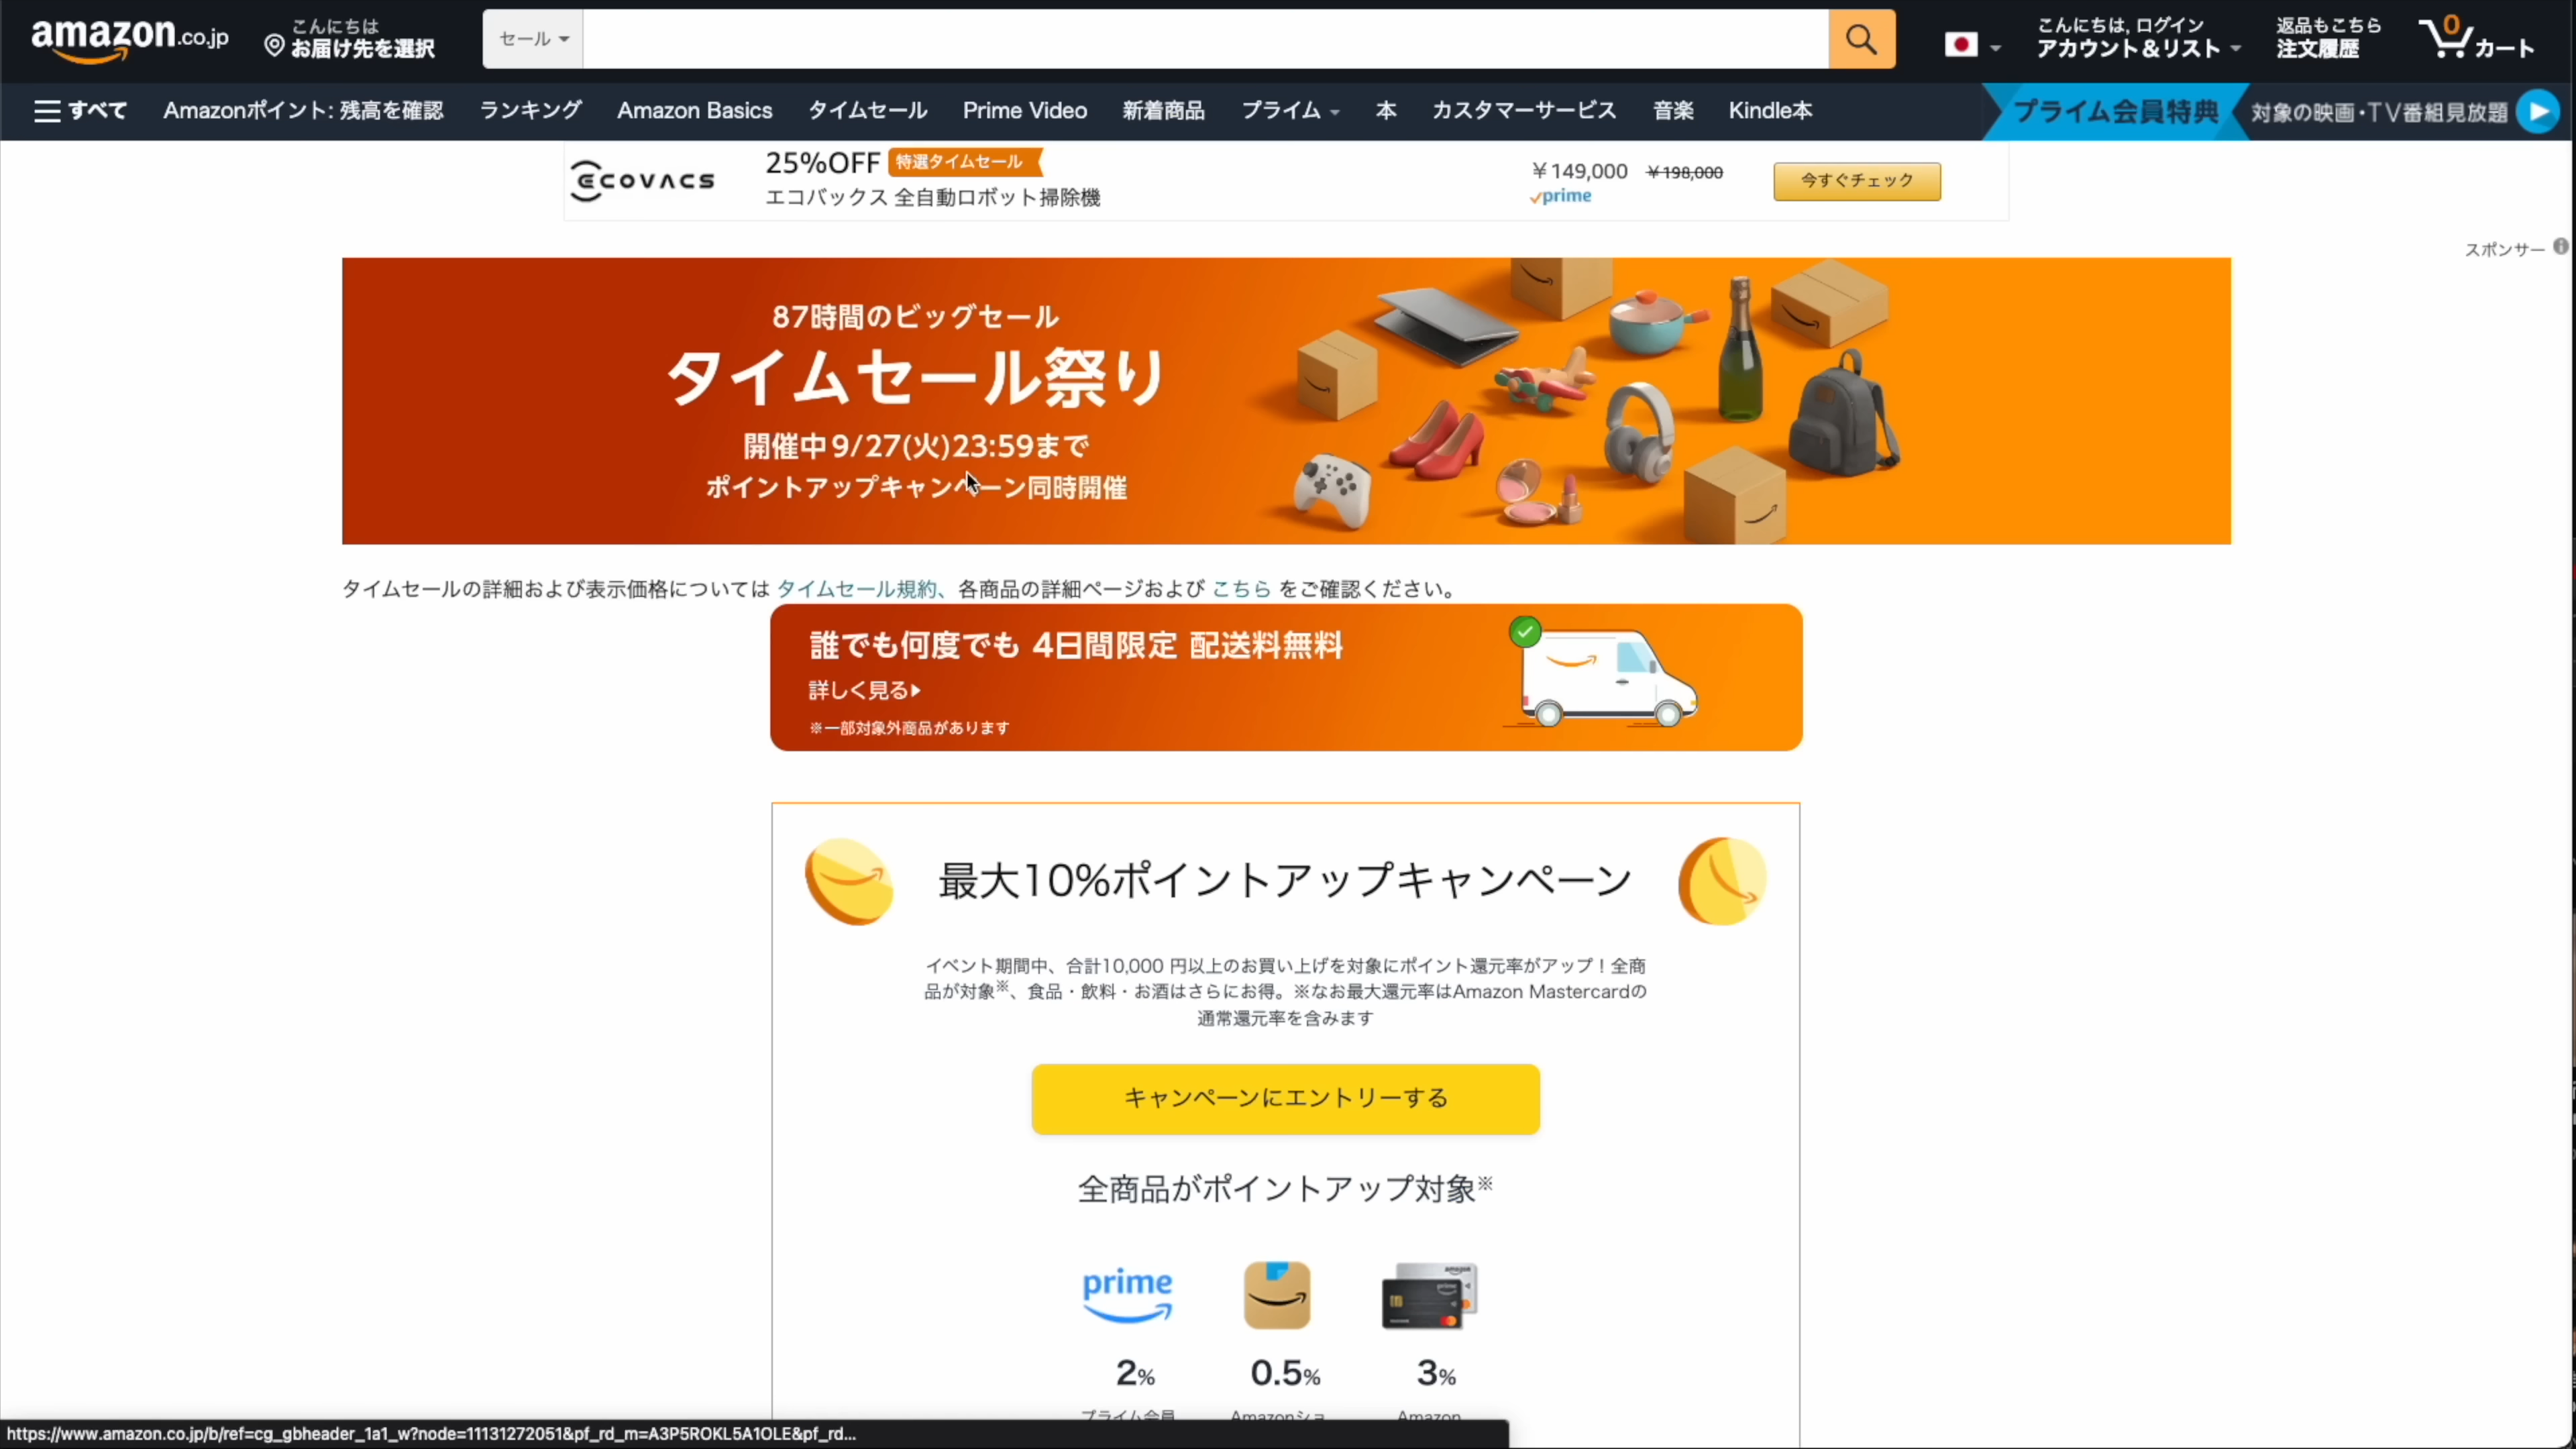 amazon.co.jp
こんにちは
お届け先を選択
セール
こんにちは, ログイン
アカウント&リスト
返品もこちら
注文履歴
0
カート
すべて
Amazonポイント: 残高を確認
ランキング
Amazon Basics
タイムセール
Prime Video
新着商品
プライム
本
カスタマーサービス
音楽
Kindle本
プライム会員特典
対象の映画・TV番組見放題
ECOVACS
25%OFF 特選タイムセール
エコバックス 全自動ロボット掃除機
¥149,000 ¥198,000
prime
今すぐチェック
スポンサー
87時間のビッグセール
タイムセール祭り
開催中 9/27(火)23:59まで
ポイントアップキャンペーン同時開催
タイムセールの詳細および表示価格については タイムセール規約、各商品の詳細ページおよび こちら をご確認ください。
誰でも何度でも 4日間限定 配送料無料
詳しく見る
※一部対象外商品があります
最大10%ポイントアップキャンペーン
イベント期間中、合計10,000 円以上のお買い上げを対象にポイント還元率がアップ！全商
品が対象※、食品・飲料・お酒はさらにお得。※なお最大還元率はAmazon Mastercardの
通常還元率を含みます
キャンペーンにエントリーする
全商品がポイントアップ対象※
prime
2%
0.5%
3%
プライム会員
Amazonショ
Amazon
https://www.amazon.co.jp/b/ref=cg_gbheader_1a1_w?node=11131272051&pf_rd_m=A3P5ROKL5A1OLE&pf_rd...